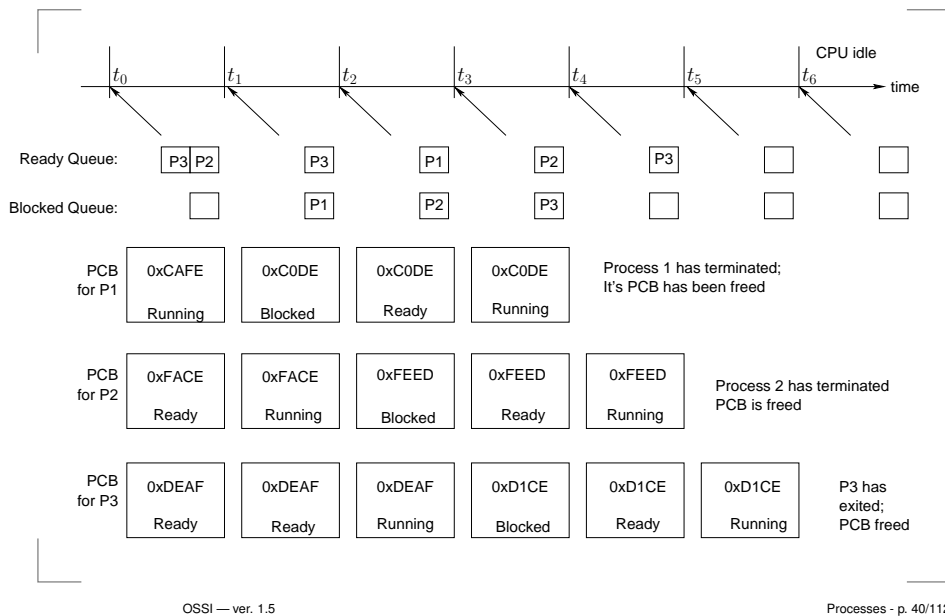 CPU idle
t0 t1 t2 t3 t4 t5 t6
time
Ready Queue: P3 P2 P3 P1 P2 P3
Blocked Queue: P1 P2 P3
PCB
for P1
0xCAFE 0xC0DE 0xC0DE 0xC0DE
Running Blocked Ready Running
Process 1 has terminated;
It's PCB has been freed
PCB
for P2
0xFACE 0xFACE 0xFEED 0xFEED 0xFEED
Ready Running Blocked Ready Running
Process 2 has terminated
PCB is freed
PCB
for P3
0xDEAF 0xDEAF 0xDEAF 0xD1CE 0xD1CE 0xD1CE
Ready Ready Running Blocked Ready Running
P3 has
exited;
PCB freed
OSSI — ver. 1.5
Processes - p. 40/112